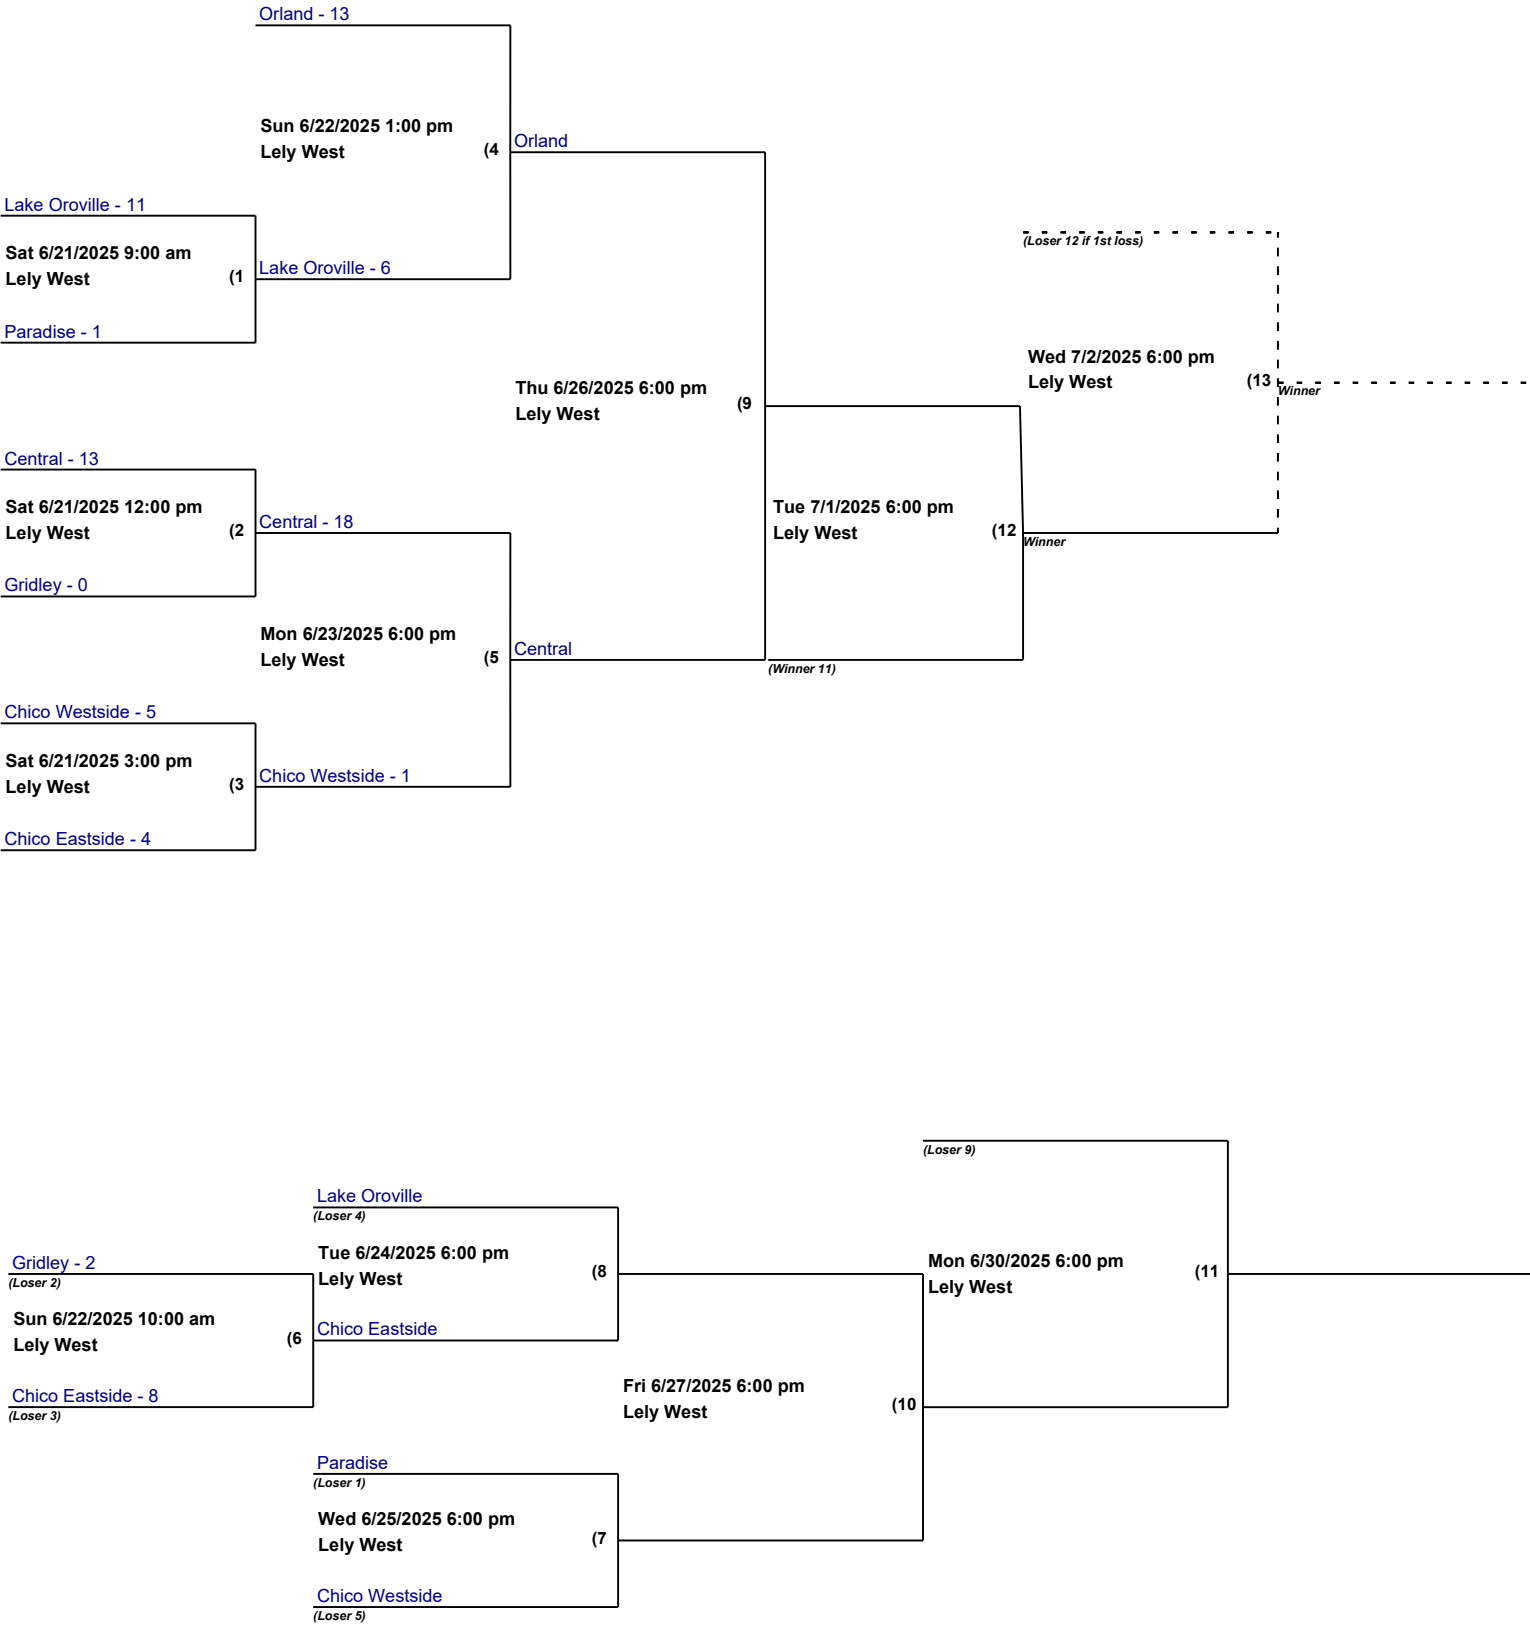 Orland - 13
Sun 6/22/2025 1:00 pm
Lely West
(4
Orland
Lake Oroville - 11
Sat 6/21/2025 9:00 am
Lely West
(1
Lake Oroville - 6
Paradise - 1
(Loser 12 if 1st loss)
Wed 7/2/2025 6:00 pm
Lely West
(13
Winner
Thu 6/26/2025 6:00 pm
Lely West
(9
Central - 13
Sat 6/21/2025 12:00 pm
Lely West
(2
Central - 18
Gridley - 0
Tue 7/1/2025 6:00 pm
Lely West
(12
Winner
Mon 6/23/2025 6:00 pm
Lely West
(5
Central
(Winner 11)
Chico Westside - 5
Sat 6/21/2025 3:00 pm
Lely West
(3
Chico Westside - 1
Chico Eastside - 4
(Loser 9)
Lake Oroville
(Loser 4)
Tue 6/24/2025 6:00 pm
Lely West
(8
Mon 6/30/2025 6:00 pm
Lely West
(11
Gridley - 2
(Loser 2)
Sun 6/22/2025 10:00 am
Lely West
(6
Chico Eastside
Chico Eastside - 8
(Loser 3)
Fri 6/27/2025 6:00 pm
Lely West
(10
Paradise
(Loser 1)
Wed 6/25/2025 6:00 pm
Lely West
(7
Chico Westside
(Loser 5)